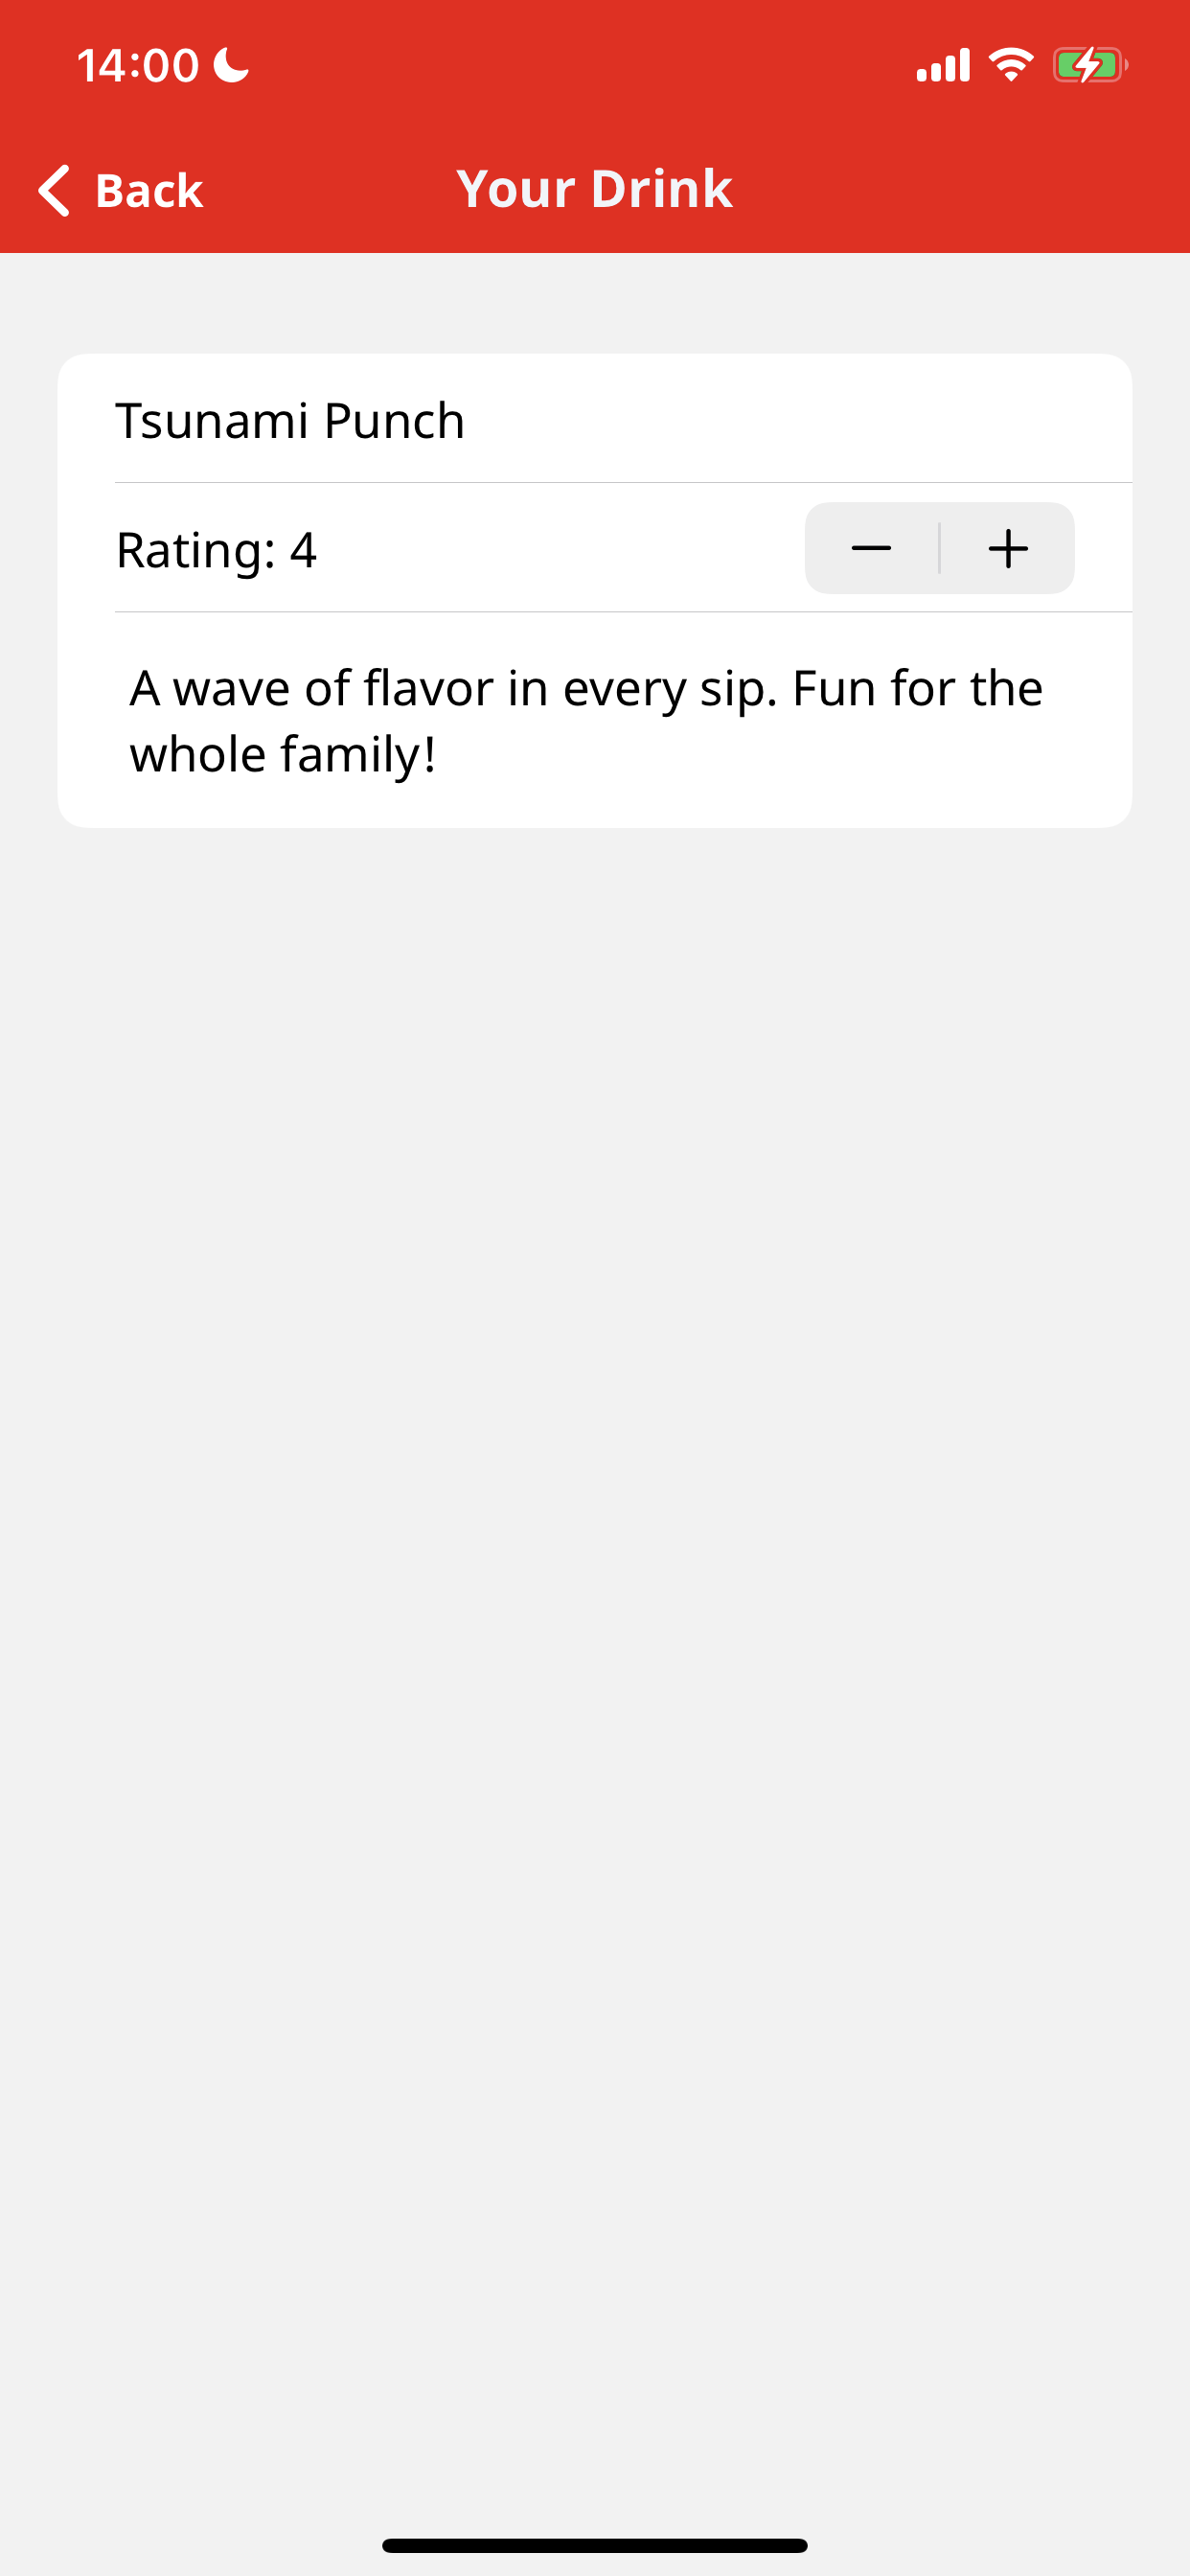 14:00
Back
Your Drink
Tsunami Punch
Rating: 4
A wave of flavor in every sip. Fun for the
whole family!